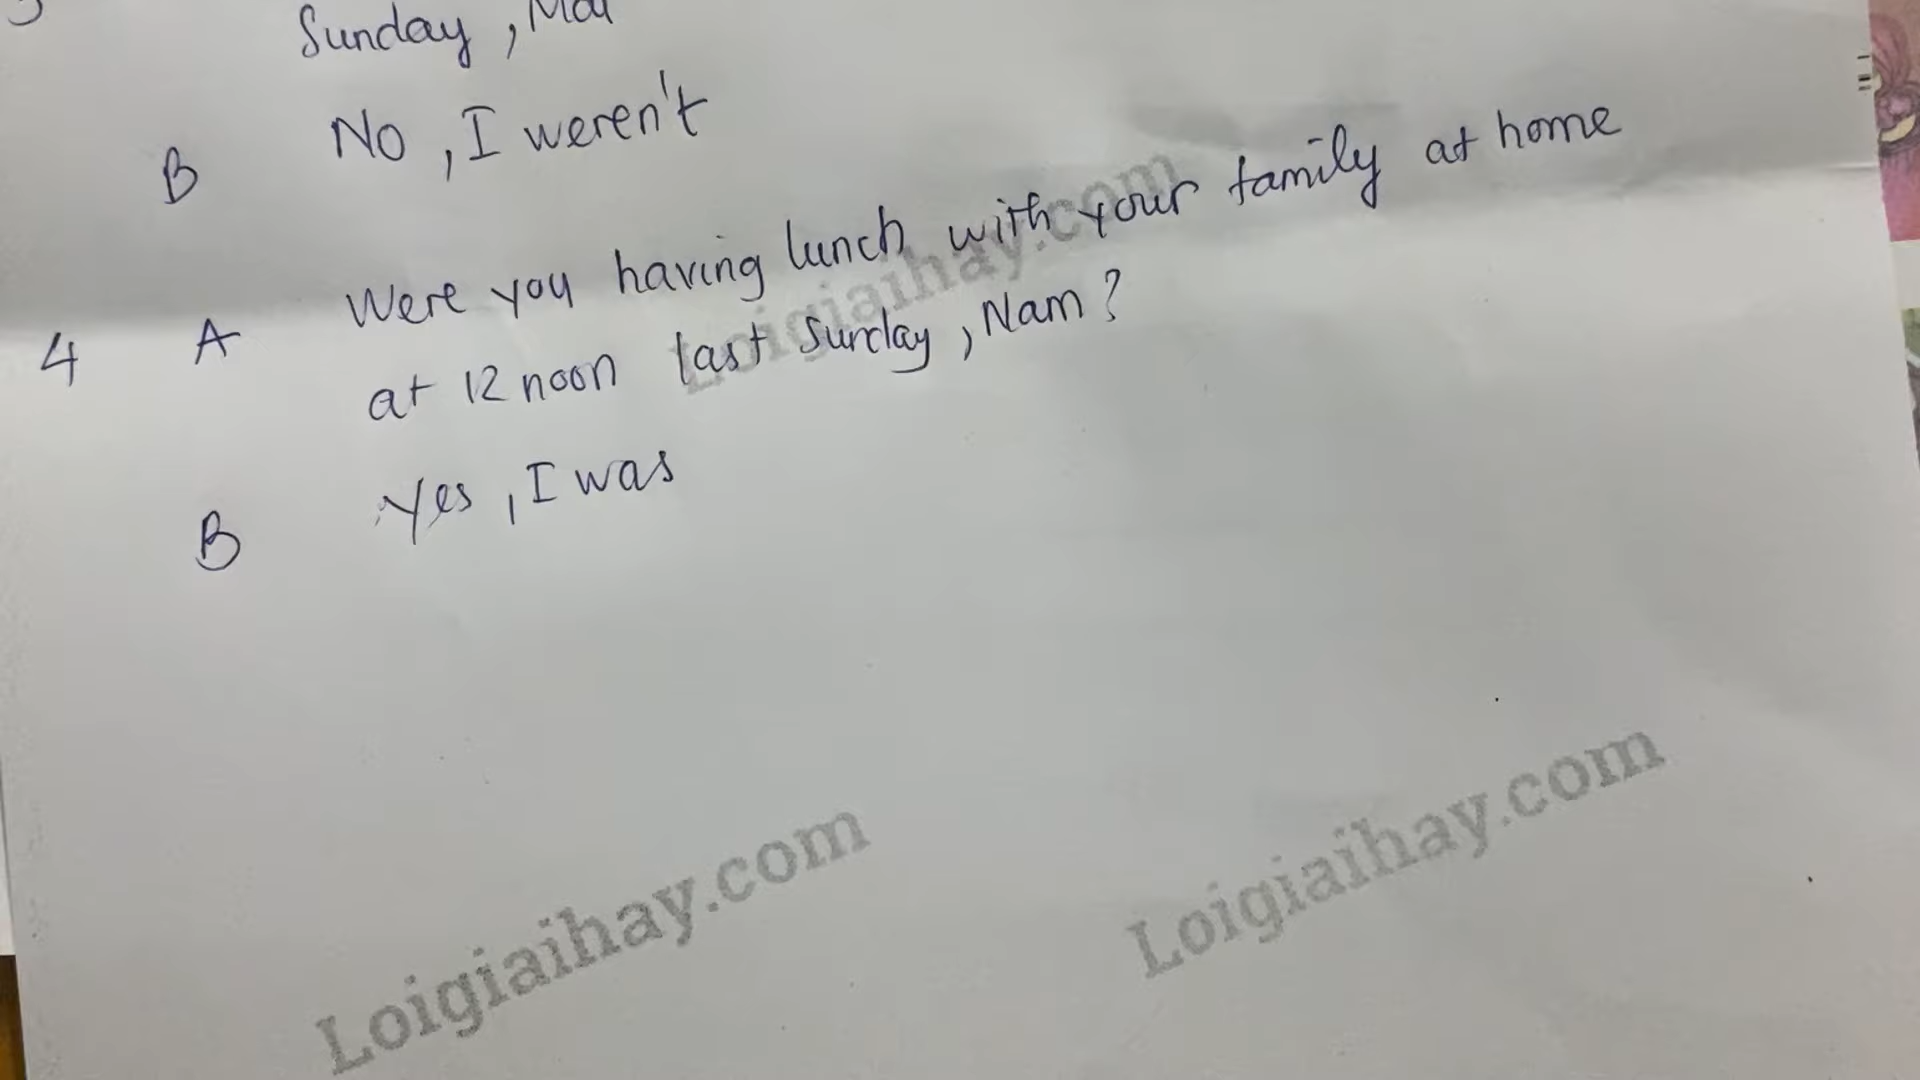 Sunday, Mai
B No, I weren't
4 A Were you having lunch with your family at home
at 12 noon last Sunday, Nam?
B Yes, I was
Loigiaihay.com
Loigiaihay.com
Loigiaihay.com